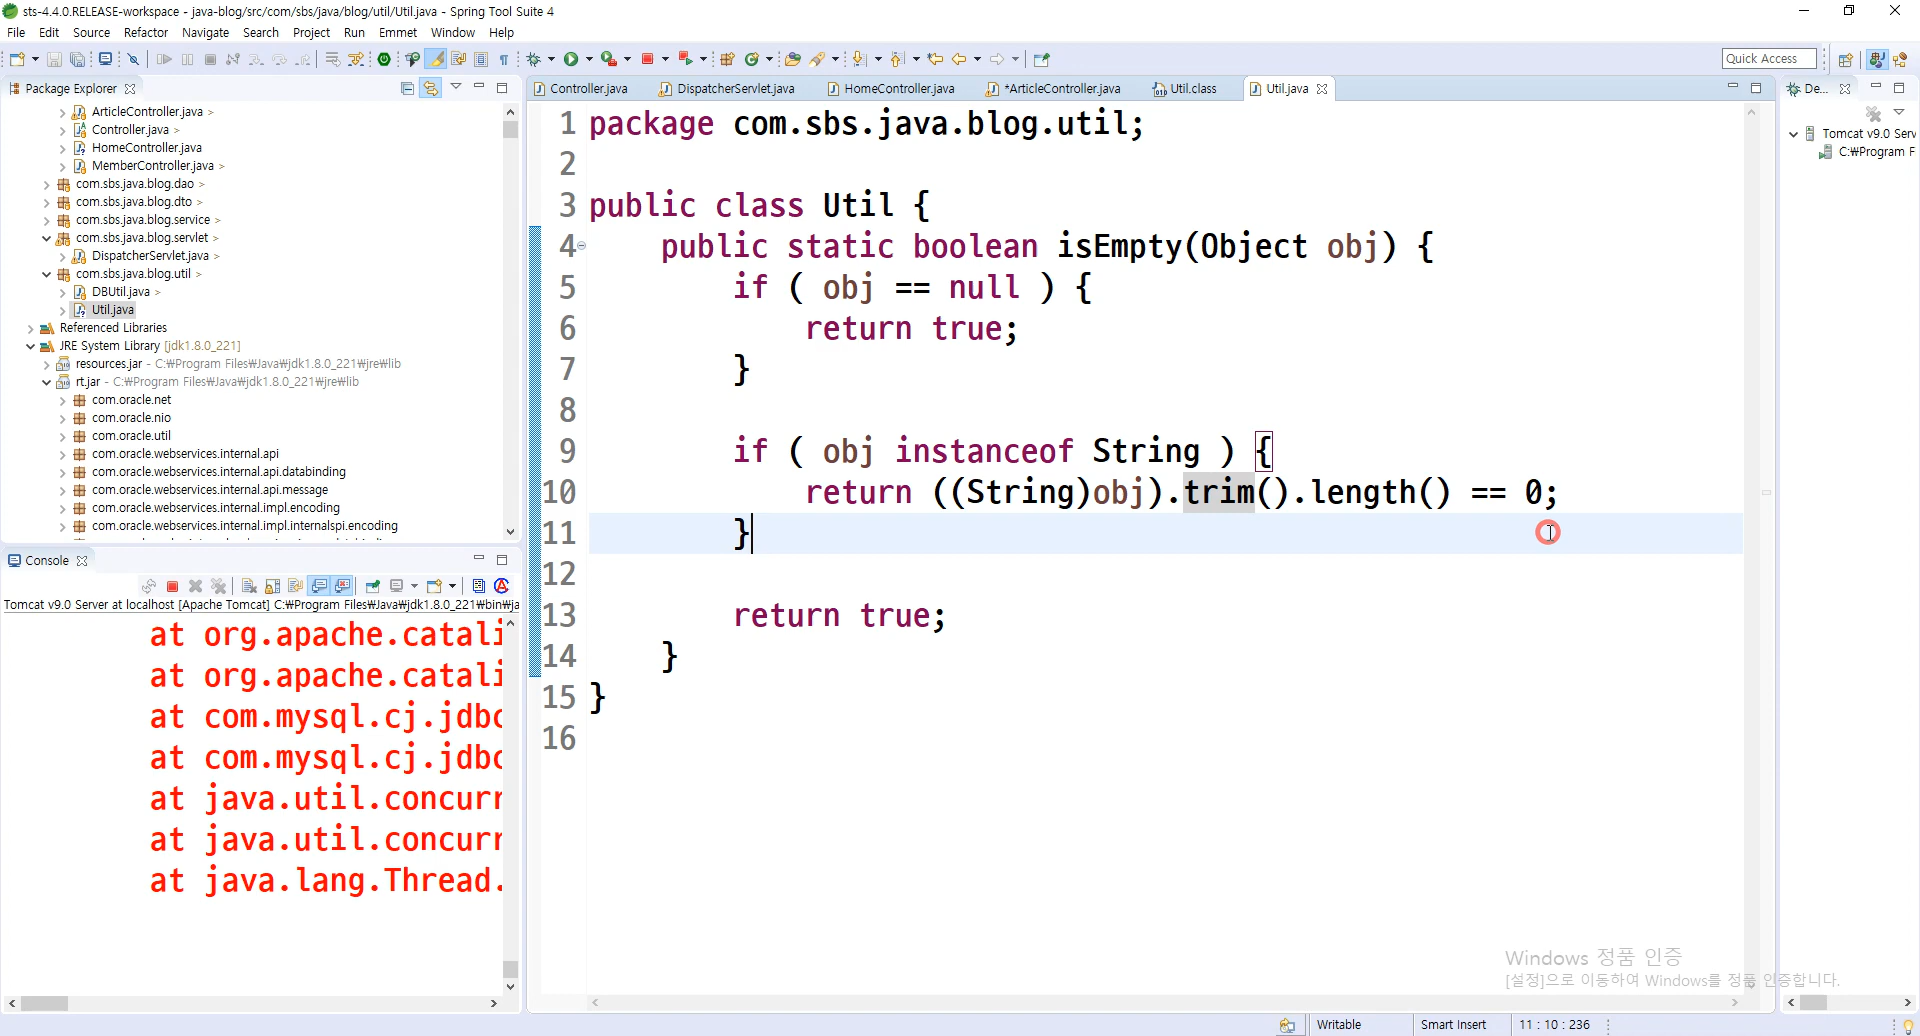 sts-4.4.0.RELEASE-workspace - java-blog/src/com/sbs/java/blog/util/Util.java - Spring Tool Suite 4
File Edit Source Refactor Navigate Search Project Run Emmet Window Help
Quick Access
Package Explorer
ArticleController.java >
Controller.java >
HomeController.java
MemberController.java >
com.sbs.java.blog.dao >
com.sbs.java.blog.dto >
com.sbs.java.blog.service >
com.sbs.java.blog.servlet >
DispatcherServlet.java >
com.sbs.java.blog.util >
DBUtil.java >
Util.java
Referenced Libraries
JRE System Library [jdk1.8.0_221]
resources.jar - C:₩Program Files₩Java₩jdk1.8.0_221₩jre₩lib
rt.jar - C:₩Program Files₩Java₩jdk1.8.0_221₩jre₩lib
com.oracle.net
com.oracle.nio
com.oracle.util
com.oracle.webservices.internal.api
com.oracle.webservices.internal.api.databinding
com.oracle.webservices.internal.api.message
com.oracle.webservices.internal.impl.encoding
com.oracle.webservices.internal.impl.internalspi.encoding
Console
Tomcat v9.0 Server at localhost [Apache Tomcat] C:₩Program Files₩Java₩jdk1.8.0_221₩bin₩ja
at org.apache.catali
at org.apache.catali
at com.mysql.cj.jdbc
at com.mysql.cj.jdbc
at java.util.concurr
at java.util.concurr
at java.lang.Thread.
Controller.java DispatcherServlet.java HomeController.java *ArticleController.java Util.class Util.java
1 package com.sbs.java.blog.util;
2
3 public class Util {
4 public static boolean isEmpty(Object obj) {
5 if ( obj == null ) {
6 return true;
7 }
8
9 if ( obj instanceof String ) {
10 return ((String)obj).trim().length() == 0;
11 }
12
13 return true;
14 }
15 }
16
De...
Tomcat v9.0 Serv
C:₩Program F
Windows 정품 인증
[설정]으로 이동하여 Windows를 정품 인증합니다.
Writable Smart Insert 11 : 10 : 236